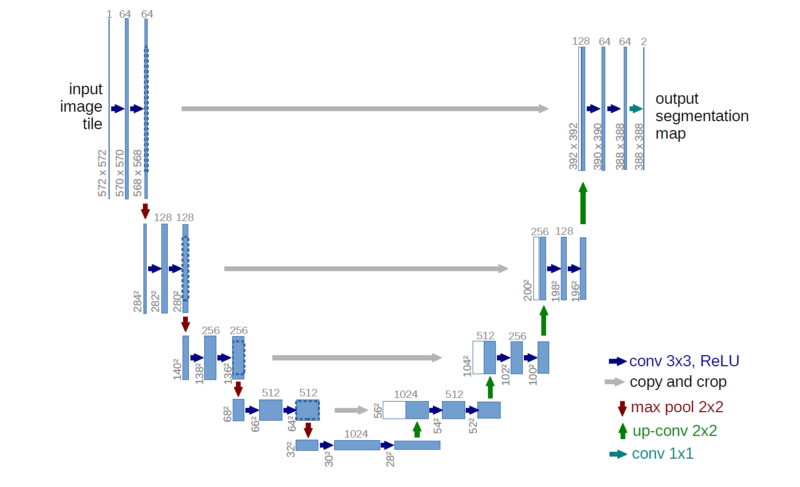 1 64 64
128 64 64 2
input
image
tile
output
segmentation
map
572 x 572
570 x 570
568 x 568
392 x 392
390 x 390
388 x 388
388 x 388
128 128
256 128
284²
282²
280²
200²
198²
196²
256 256
512 256
140²
138²
136²
104²
102²
100²
512 512
1024 512
68²
66²
64²
56²
54²
52²
1024
32²
30²
28²
conv 3x3, ReLU
copy and crop
max pool 2x2
up-conv 2x2
conv 1x1